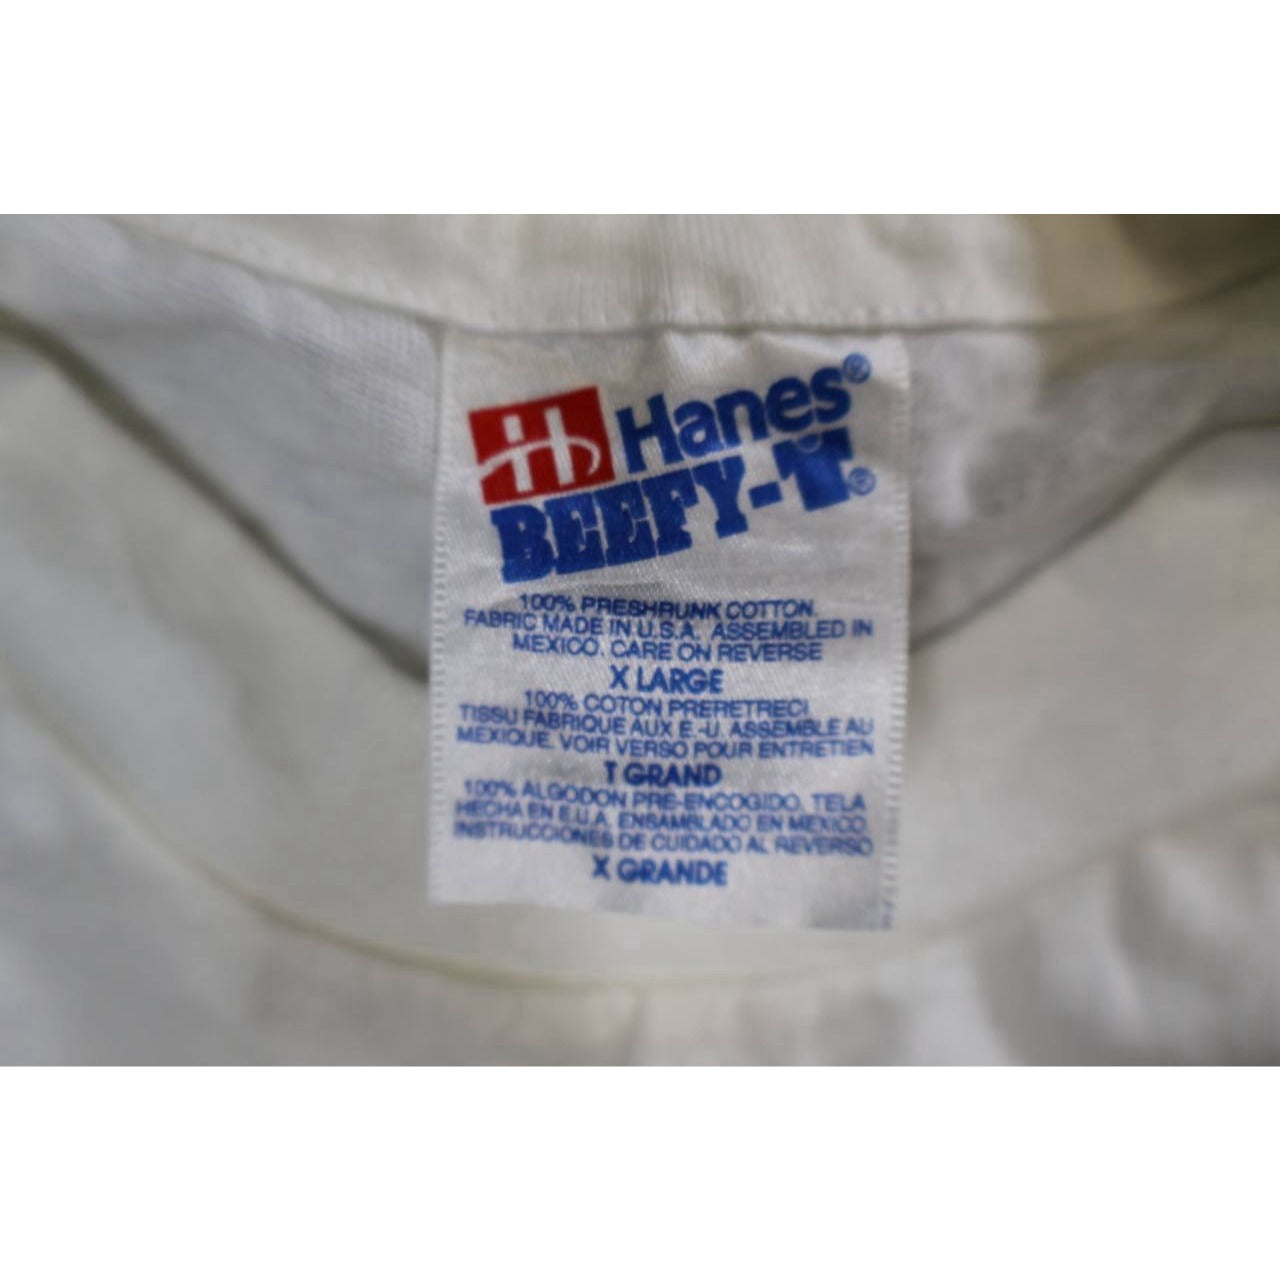 H Hanes®
BEEFY-T®
100% PRESHRUNK COTTON.
FABRIC MADE IN U.S.A. ASSEMBLED IN
MEXICO. CARE ON REVERSE
X LARGE
100% COTON PRERETRECI.
TISSU FABRIQUE AUX E.-U. ASSEMBLE AU
MEXIQUE. VOIR VERSO POUR ENTRETIEN
T GRAND
100% ALGODON PRE-ENCOGIDO. TELA
HECHA EN E.U.A. ENSAMBLADO EN MEXICO.
INSTRUCCIONES DE CUIDADO AL REVERSO
X GRANDE